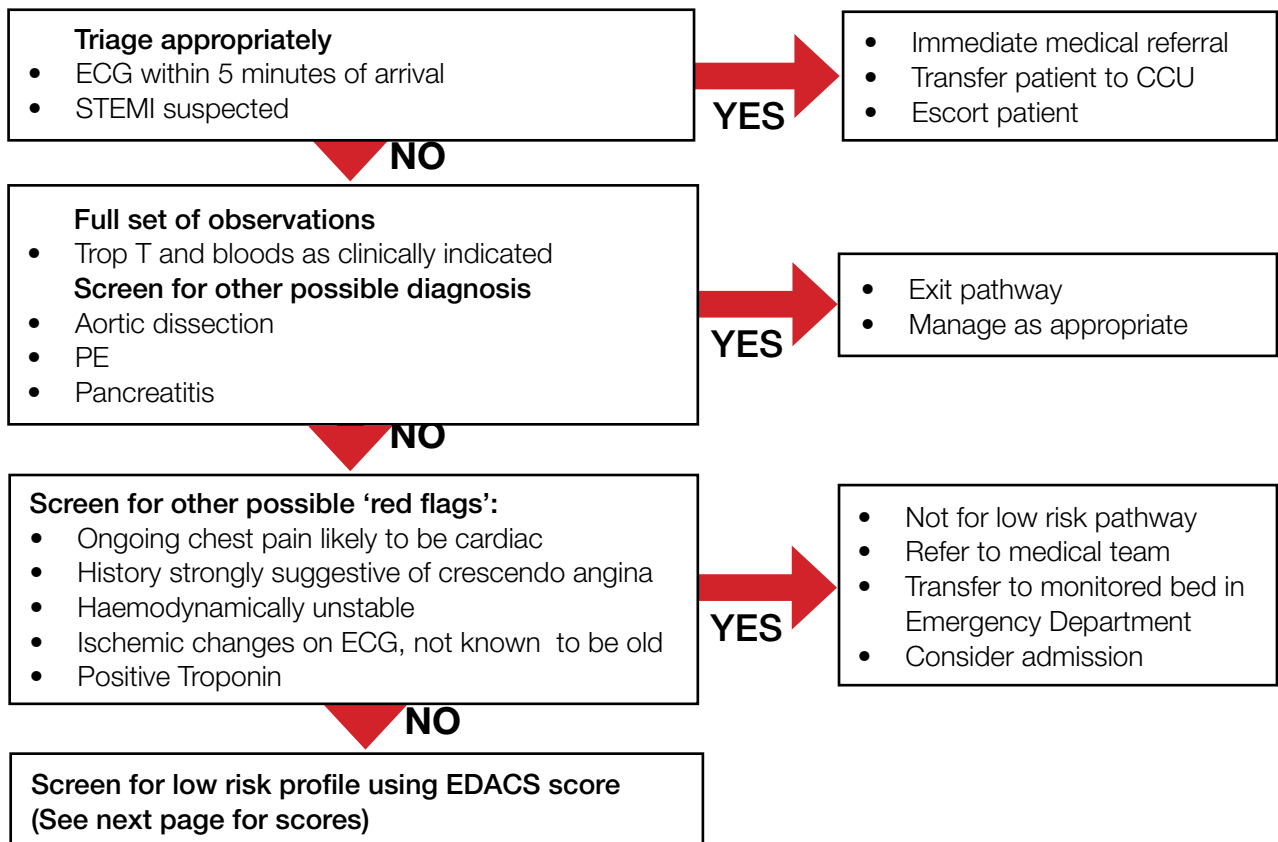 Triage appropriately
• ECG within 5 minutes of arrival
• STEMI suspected
YES
• Immediate medical referral
• Transfer patient to CCU
• Escort patient
NO
Full set of observations
• Trop T and bloods as clinically indicated
Screen for other possible diagnosis
• Aortic dissection
• PE
• Pancreatitis
YES
• Exit pathway
• Manage as appropriate
NO
Screen for other possible ‘red flags’:
• Ongoing chest pain likely to be cardiac
• History strongly suggestive of crescendo angina
• Haemodynamically unstable
• Ischemic changes on ECG, not known to be old
• Positive Troponin
YES
• Not for low risk pathway
• Refer to medical team
• Transfer to monitored bed in
Emergency Department
• Consider admission
NO
Screen for low risk profile using EDACS score
(See next page for scores)